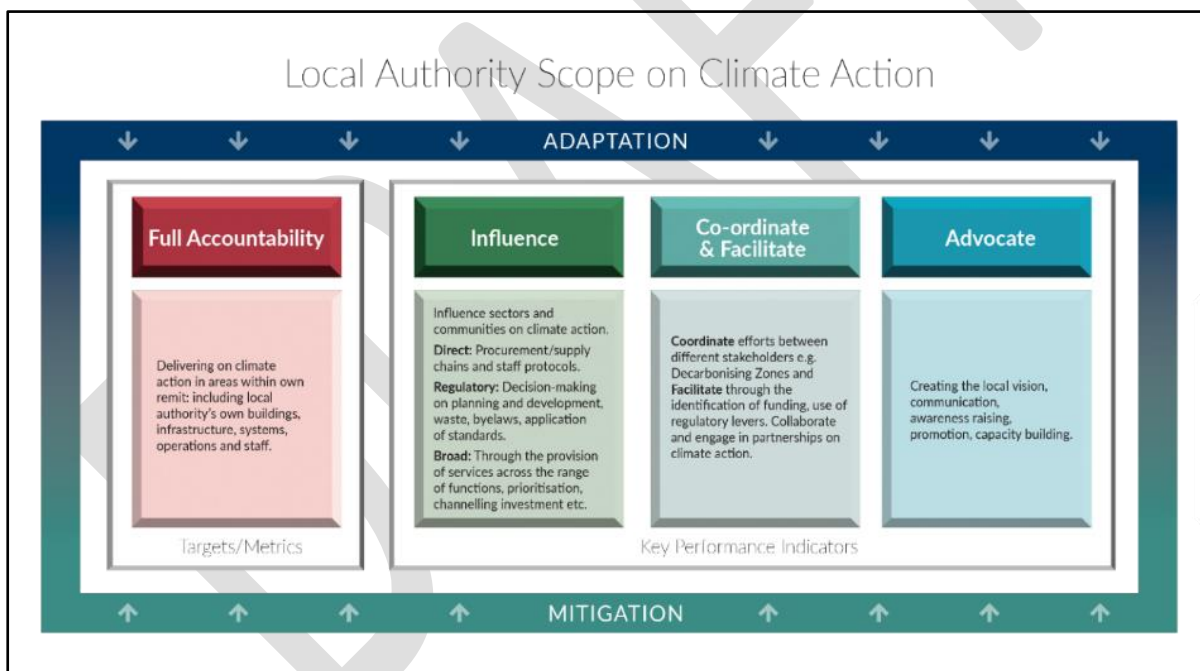 Local Authority Scope on Climate Action
ADAPTATION
Full Accountability
Delivering on climate
action in areas within own
remit: including local
authority's own buildings,
infrastructure, systems,
operations and staff.
Targets/Metrics
Influence
Influence sectors and
communities on climate action.
Direct: Procurement/supply
chains and staff protocols.
Regulatory: Decision-making
on planning and development,
waste, byelaws, application
of standards.
Broad: Through the provision
of services across the range
of functions, prioritisation,
channelling investment etc.
Co-ordinate
& Facilitate
Coordinate efforts between
different stakeholders e.g.
Decarbonising Zones and
Facilitate through the
identification of funding, use of
regulatory levers. Collaborate
and engage in partnerships on
climate action.
Advocate
Creating the local vision,
communication,
awareness raising,
promotion, capacity building.
Key Performance Indicators
MITIGATION